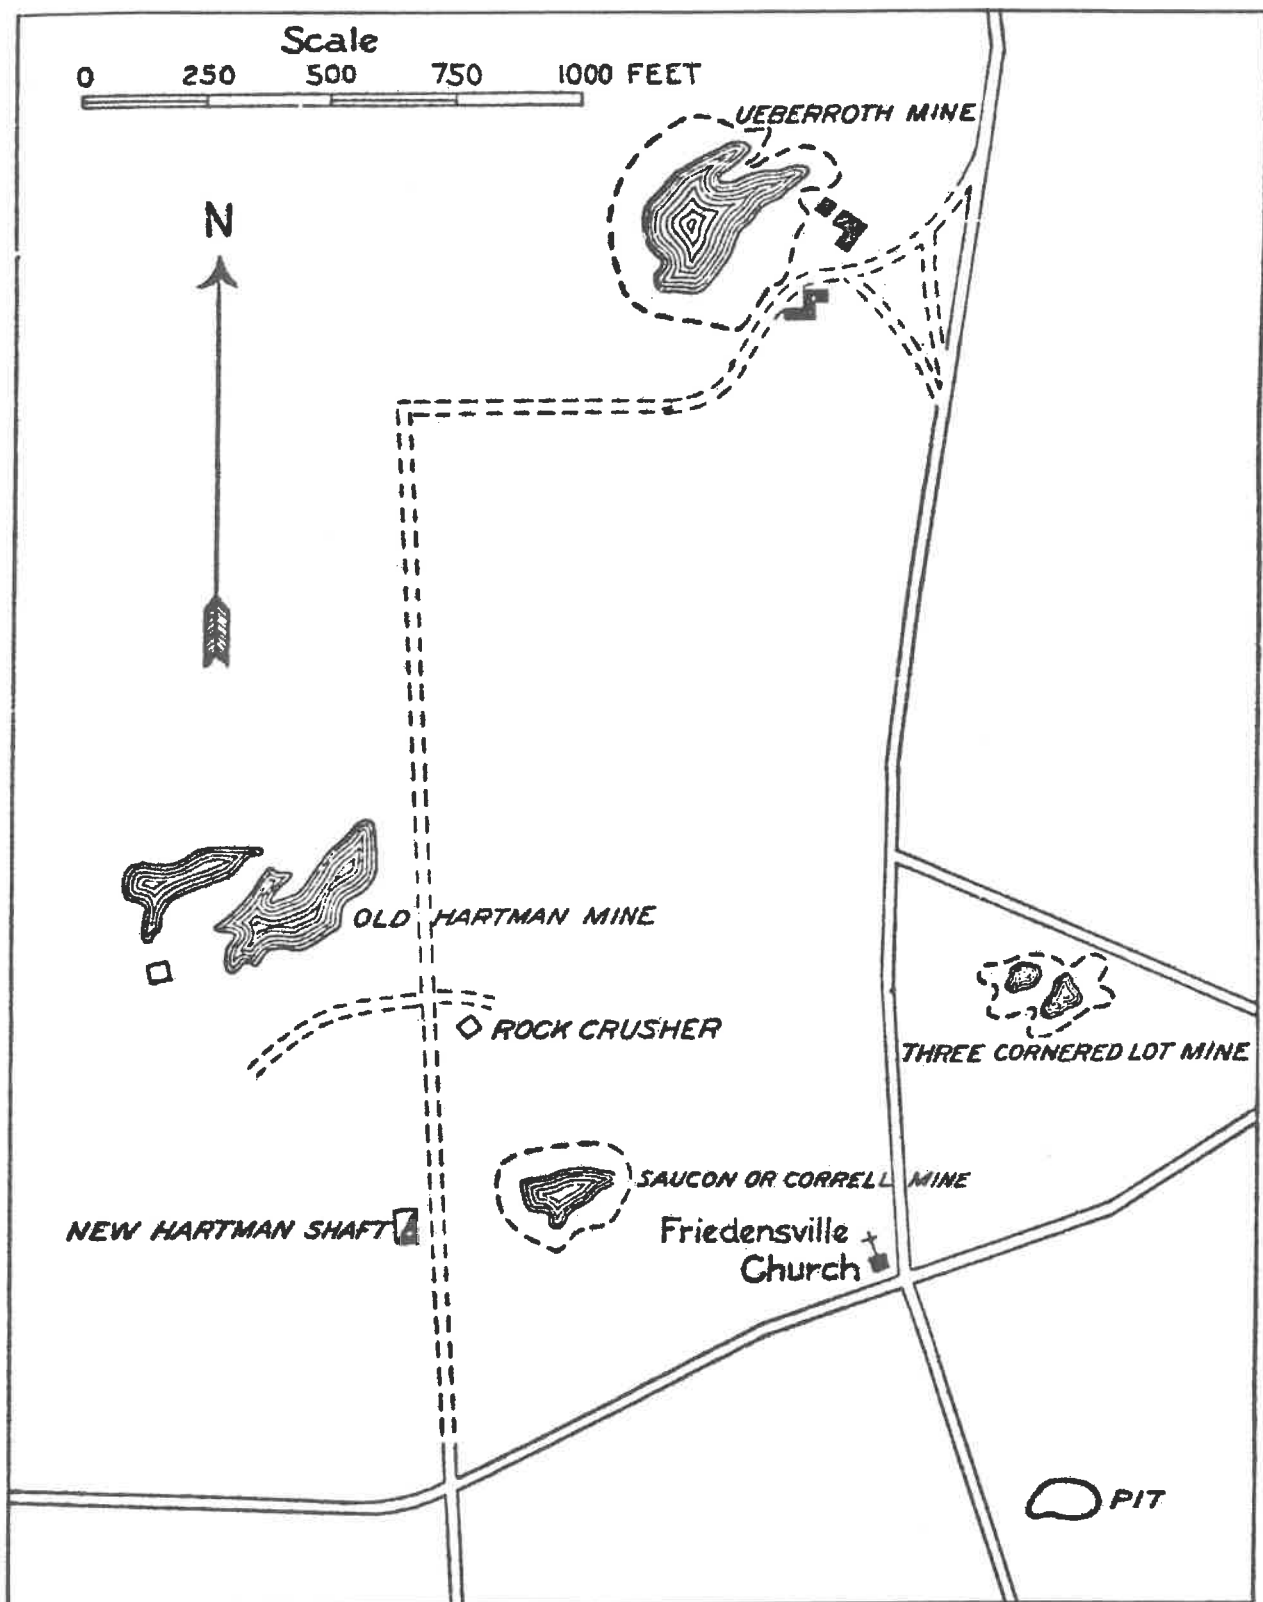 Scale
0 250 500 750 1000 FEET
UEBERROTH MINE
N
OLD HARTMAN MINE
ROCK CRUSHER
THREE CORNERED LOT MINE
SAUCON OR CORRELL MINE
NEW HARTMAN SHAFT
Friedensville
Church
PIT